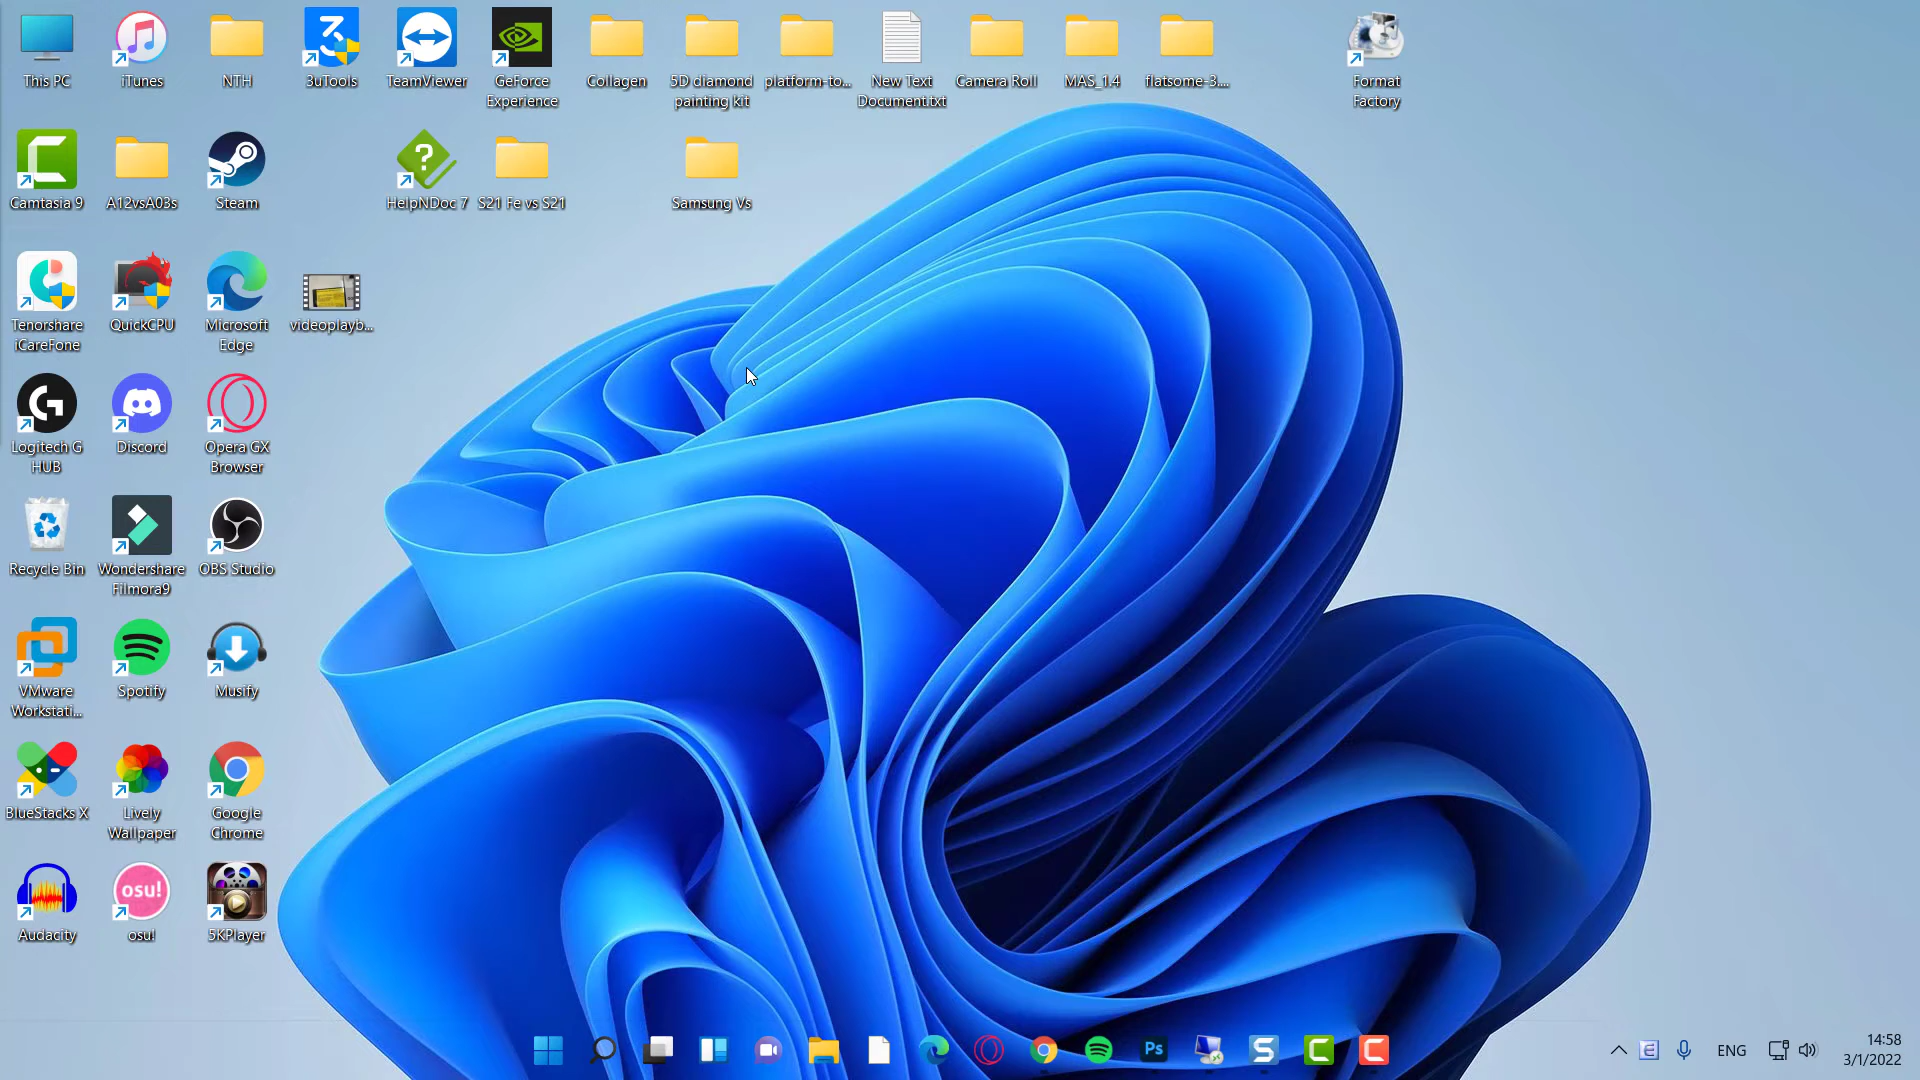 This PC
iTunes
NTH
3uTools
TeamViewer
GeForce
Experience
Collagen
5D diamond
painting kit
platform-to...
New Text
Document.txt
Camera Roll
MAS_1.4
flatsome-3....
Format
Factory
Camtasia 9
A12vsA03s
Steam
HelpNDoc 7
S21 Fe vs S21
Samsung Vs
Tenorshare
iCareFone
QuickCPU
Microsoft
Edge
videoplayb...
Logitech G
HUB
Discord
Opera GX
Browser
Recycle Bin
Wondershare
Filmora9
OBS Studio
VMware
Workstati...
Spotify
Musify
BlueStacks X
Lively
Wallpaper
Google
Chrome
Audacity
osu!
osu!
5KPlayer
Ps
ENG
14:58
3/1/2022